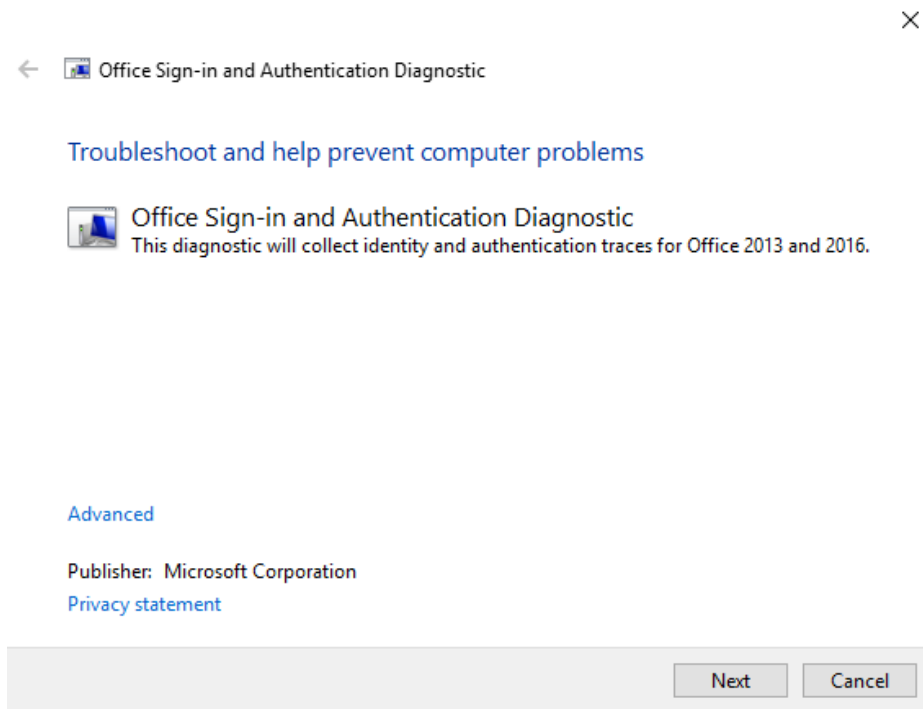 Office Sign-in and Authentication Diagnostic
Troubleshoot and help prevent computer problems
Office Sign-in and Authentication Diagnostic
This diagnostic will collect identity and authentication traces for Office 2013 and 2016.
Advanced
Publisher: Microsoft Corporation
Privacy statement
Next Cancel